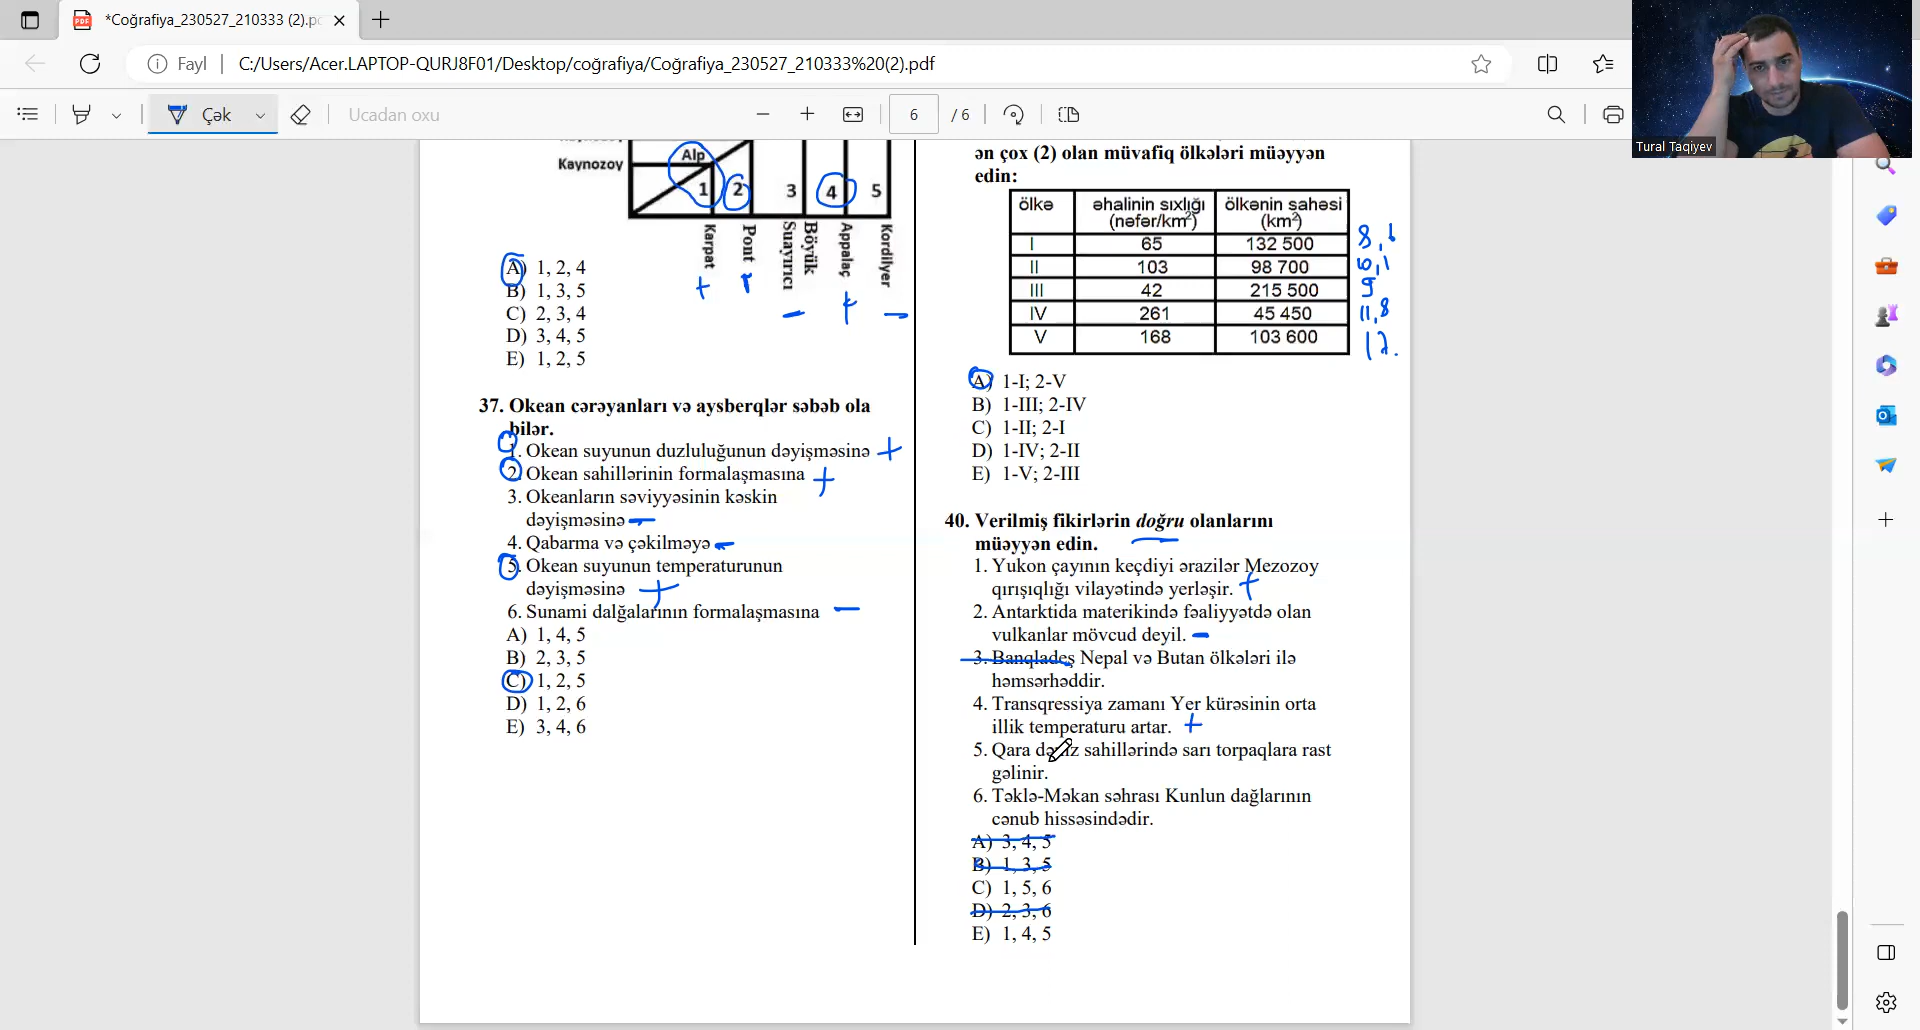 *Coğrafiya_230527_210333 (2).pc
Fayl
C:/Users/Acer.LAPTOP-QURJ8F01/Desktop/coğrafiya/Coğrafiya_230527_210333%20(2).pdf
Çək
Ucadan oxu
6 / 6
Tural Taqiyev
Kaynozoy
Alp
1 2 3 4 5
Karpat
Pont
Böyük Suayırıcı
Appalaç
Kordilyer
A) 1, 2, 4
B) 1, 3, 5
C) 2, 3, 4
D) 3, 4, 5
E) 1, 2, 5
37. Okean cərəyanları və aysberqlər səbəb ola
bilər.
1. Okean suyunun duzluluğunun dəyişməsinə +
2. Okean sahillərinin formalaşmasına +
3. Okeanların səviyyəsinin kəskin
dəyişməsinə –
4. Qabarma və çəkilməyə –
5. Okean suyunun temperaturunun
dəyişməsinə +
6. Sunami dalğalarının formalaşmasına –
A) 1, 4, 5
B) 2, 3, 5
C) 1, 2, 5
D) 1, 2, 6
E) 3, 4, 6
ən çox (2) olan müvafiq ölkələri müəyyən
edin:
ölkə əhalinin sıxlığı (nəfər/km²) ölkənin sahəsi (km²)
I 65 132 500 8,6
II 103 98 700 10,1
III 42 215 500 9
IV 261 45 450 11,8
V 168 103 600 17.
A) 1-I; 2-V
B) 1-III; 2-IV
C) 1-II; 2-I
D) 1-IV; 2-II
E) 1-V; 2-III
40. Verilmiş fikirlərin doğru olanlarını
müəyyən edin.
1. Yukon çayının keçdiyi ərazilər Mezozoy
qırışıqlığı vilayətində yerləşir. +
2. Antarktida materikində fəaliyyətdə olan
vulkanlar mövcud deyil. –
3. Banqladeş Nepal və Butan ölkələri ilə
həmsərhəddir.
4. Transqressiya zamanı Yer kürəsinin orta
illik temperaturu artar. +
5. Qara dəniz sahillərində sarı torpaqlara rast
gəlinir.
6. Təklə-Məkan səhrası Kunlun dağlarının
cənub hissəsindədir.
A) 3, 4, 5
B) 1, 3, 5
C) 1, 5, 6
D) 2, 3, 6
E) 1, 4, 5